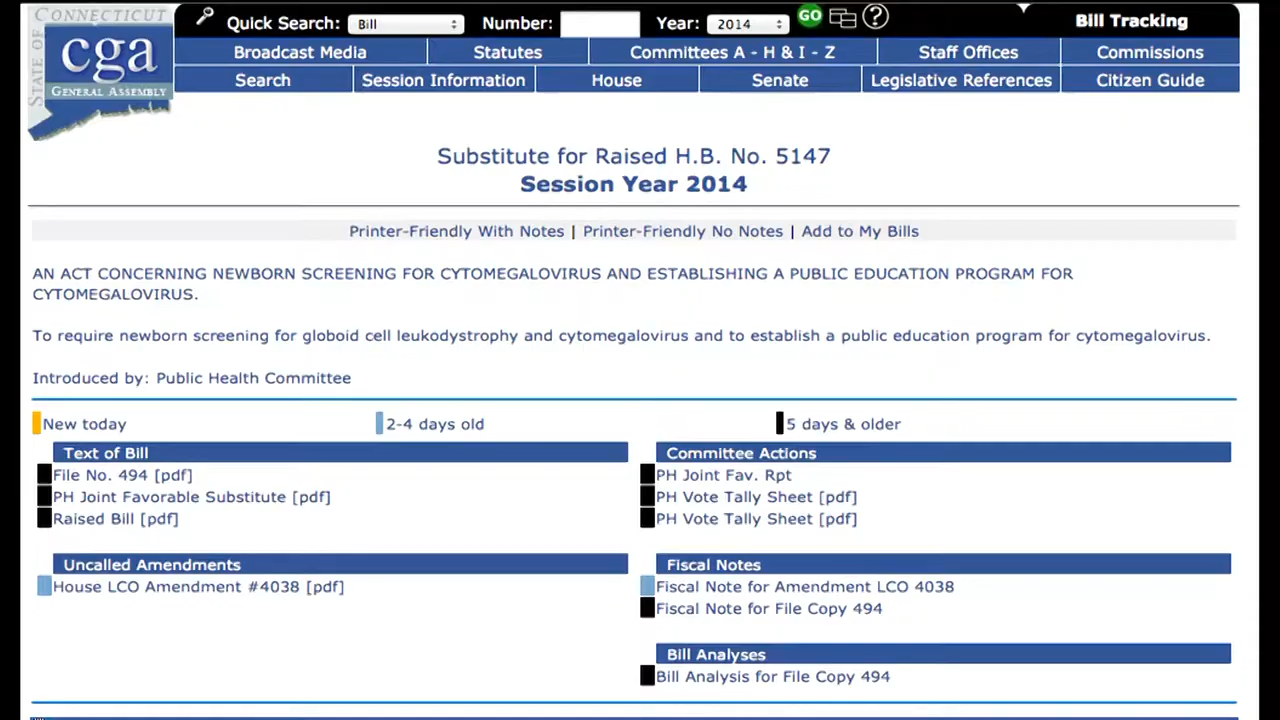 STATE OF CONNECTICUT
cga
GENERAL ASSEMBLY
Quick Search: Bill Number: Year: 2014 GO ? Bill Tracking
Broadcast Media Statutes Committees A - H & I - Z Staff Offices Commissions
Search Session Information House Senate Legislative References Citizen Guide
Substitute for Raised H.B. No. 5147
Session Year 2014
Printer-Friendly With Notes | Printer-Friendly No Notes | Add to My Bills
AN ACT CONCERNING NEWBORN SCREENING FOR CYTOMEGALOVIRUS AND ESTABLISHING A PUBLIC EDUCATION PROGRAM FOR
CYTOMEGALOVIRUS.
To require newborn screening for globoid cell leukodystrophy and cytomegalovirus and to establish a public education program for cytomegalovirus.
Introduced by: Public Health Committee
New today 2-4 days old 5 days & older
Text of Bill
File No. 494 [pdf]
PH Joint Favorable Substitute [pdf]
Raised Bill [pdf]
Committee Actions
PH Joint Fav. Rpt
PH Vote Tally Sheet [pdf]
PH Vote Tally Sheet [pdf]
Uncalled Amendments
House LCO Amendment #4038 [pdf]
Fiscal Notes
Fiscal Note for Amendment LCO 4038
Fiscal Note for File Copy 494
Bill Analyses
Bill Analysis for File Copy 494